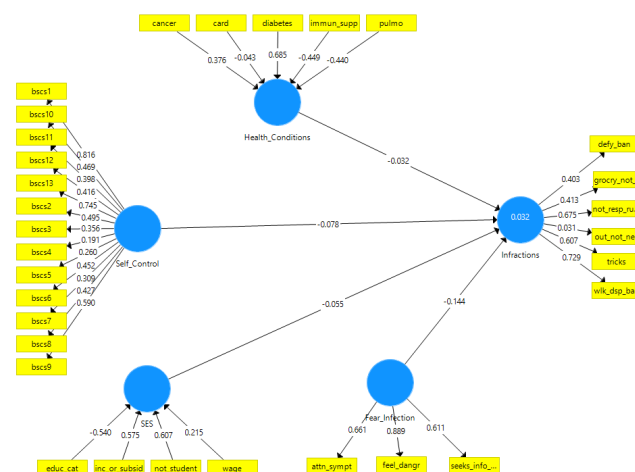 cancer
card
diabetes
immun_supp
pulmo
0.376
-0.043
0.685
-0.449
-0.440
Health_Conditions
bscs1
bscs10
bscs11
bscs12
bscs13
bscs2
bscs3
bscs4
bscs5
bscs6
bscs7
bscs8
bscs9
0.816
0.469
0.398
0.416
0.745
0.495
0.356
0.191
0.260
0.452
0.309
0.427
0.590
Self_Control
-0.032
-0.078
-0.055
-0.144
0.032
Infractions
0.403
0.413
0.675
0.031
0.607
0.729
defy_ban
grocry_not_
not_resp_ru
out_not_ne
tricks
wlk_dsp_ba
SES
-0.540
0.575
0.607
0.215
educ_cat
inc_or_subsid
not_student
wage
Fear_Infection
0.661
0.889
0.611
attn_sympt
feel_dangr
seeks_info_...